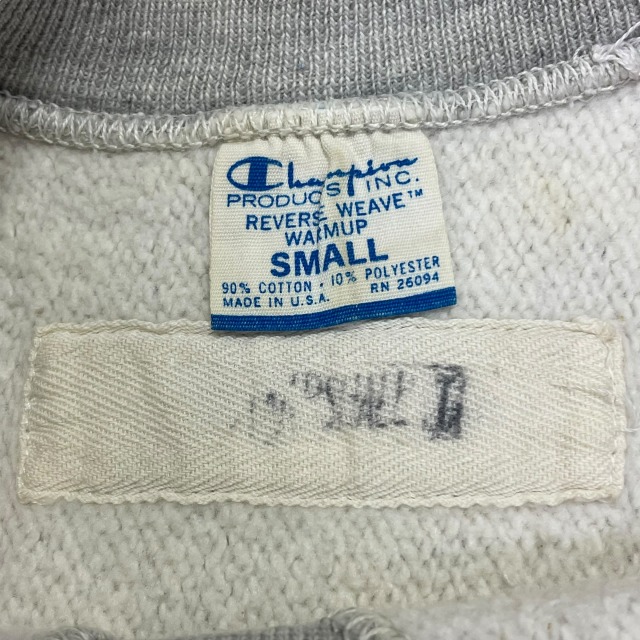 Champion
PRODUCTS INC.
REVERSE WEAVE™
WARMUP
SMALL
90% COTTON · 10% POLYESTER
MADE IN U.S.A. RN 26094